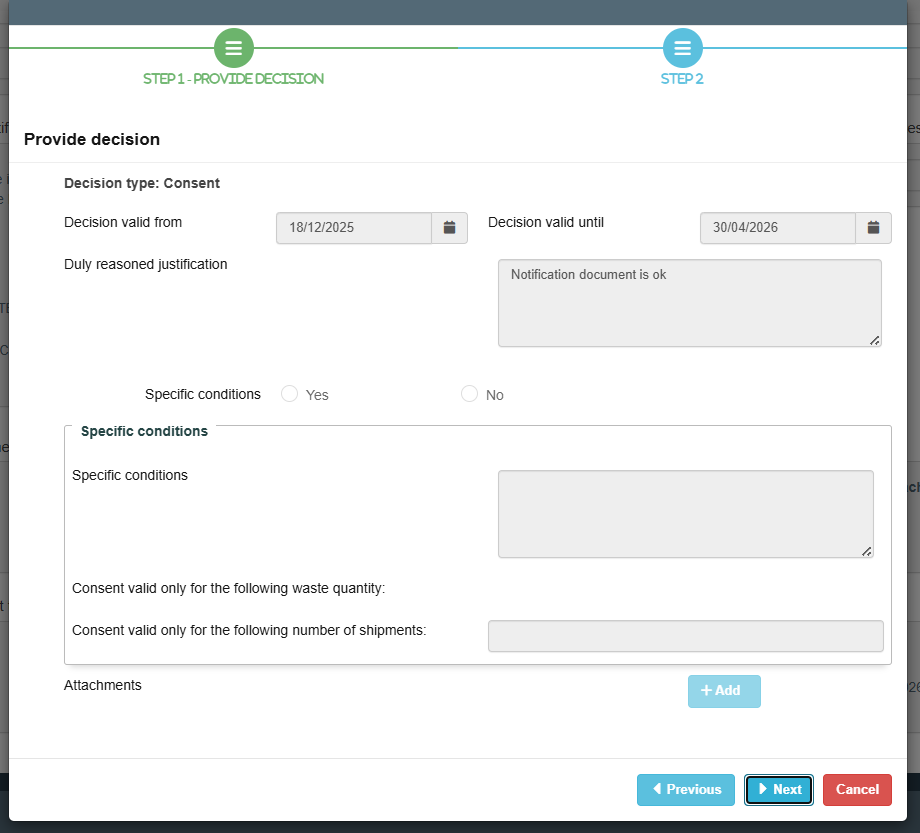 STEP 1 - PROVIDE DECISION
STEP 2
Provide decision
Decision type: Consent
Decision valid from
18/12/2025
Decision valid until
30/04/2026
Duly reasoned justification
Notification document is ok
Specific conditions
Yes
No
Specific conditions
Specific conditions
Consent valid only for the following waste quantity:
Consent valid only for the following number of shipments:
Attachments
+ Add
Previous
Next
Cancel